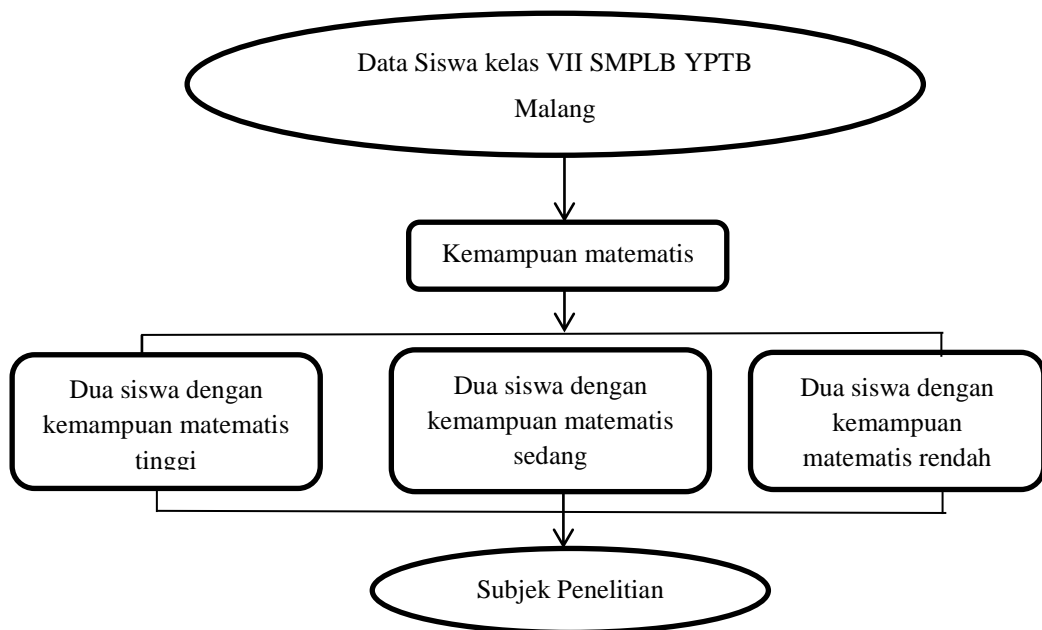 Data Siswa kelas VII SMPLB YPTB
Malang
Kemampuan matematis
Dua siswa dengan
kemampuan matematis
tinggi
Dua siswa dengan
kemampuan matematis
sedang
Dua siswa dengan
kemampuan
matematis rendah
Subjek Penelitian